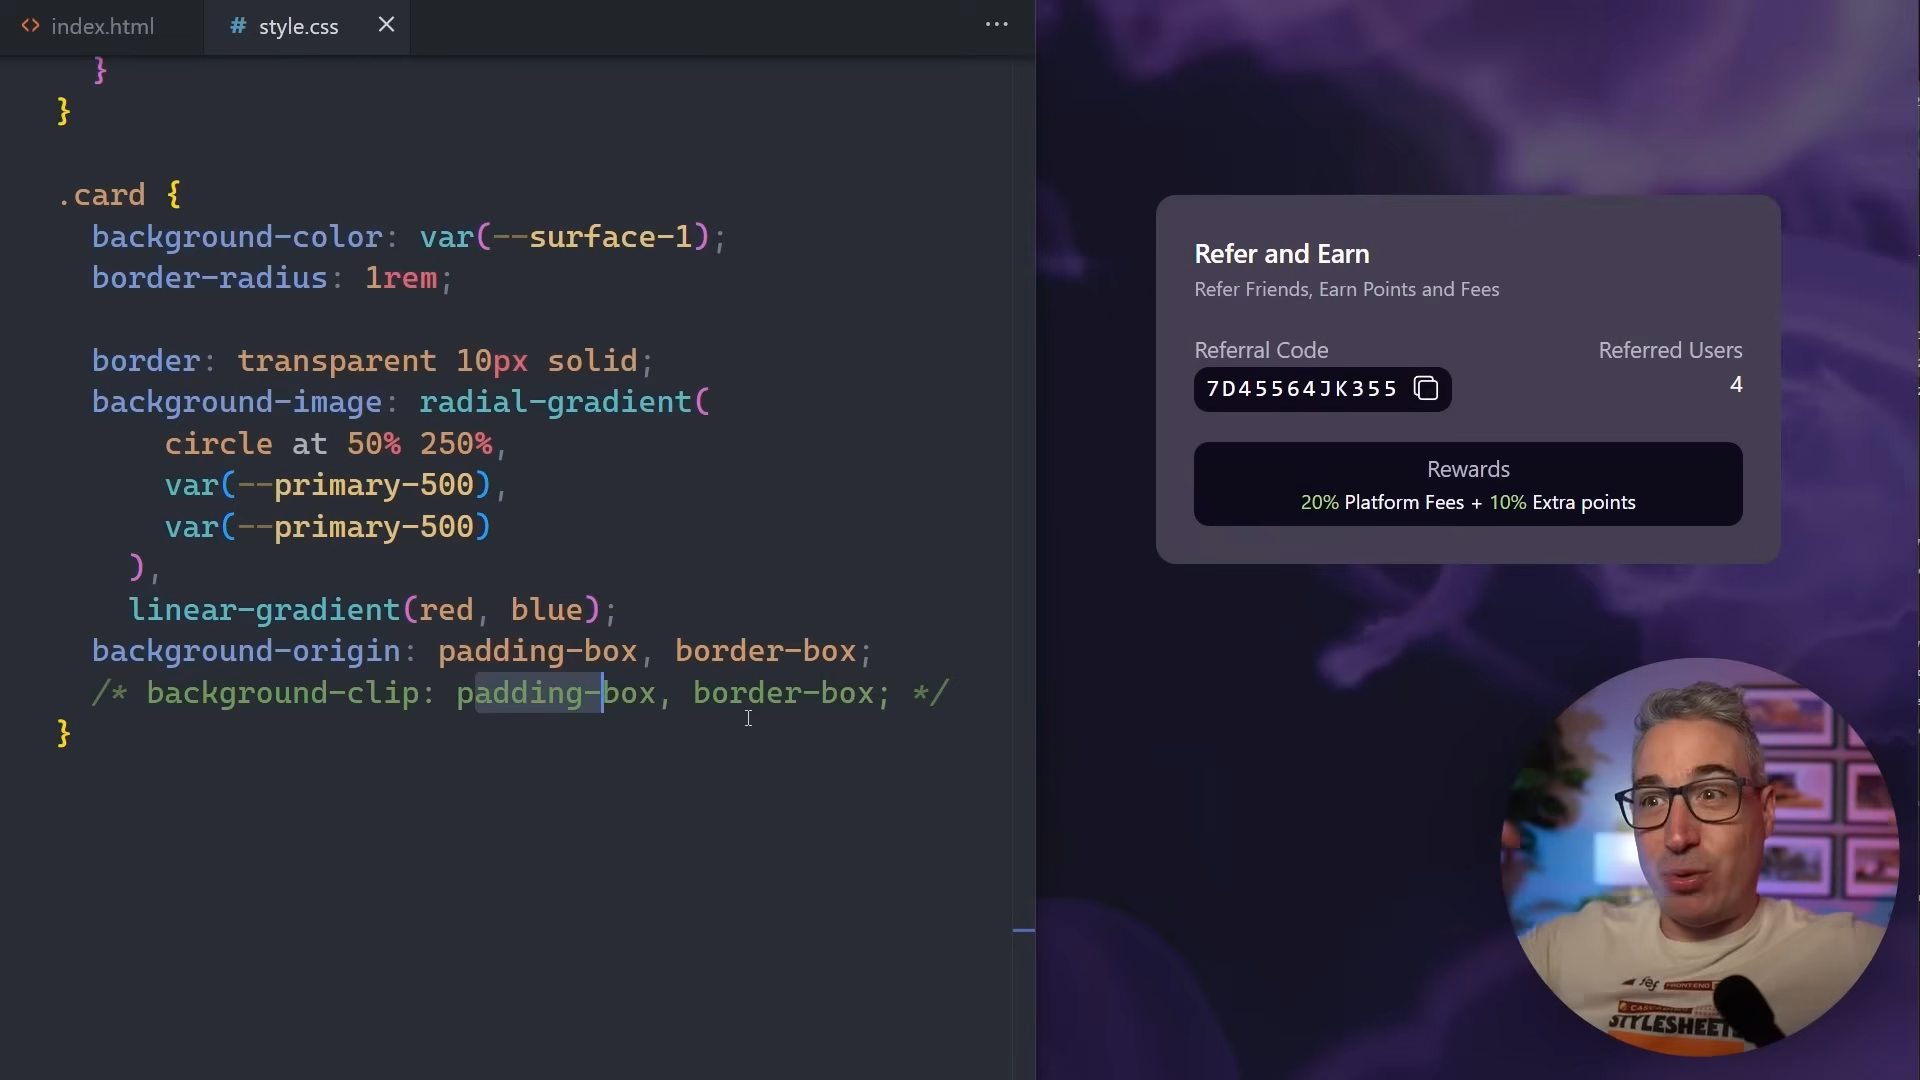 index.html
style.css
}
}
.card {
background-color: var(--surface-1);
border-radius: 1rem;
border: transparent 10px solid;
background-image: radial-gradient(
circle at 50% 250%,
var(--primary-500),
var(--primary-500)
),
linear-gradient(red, blue);
background-origin: padding-box, border-box;
/* background-clip: padding-box, border-box; */
}
Refer and Earn
Refer Friends, Earn Points and Fees
Referral Code
Referred Users
7D45564JK355
4
Rewards
20% Platform Fees + 10% Extra points
FRONT-END
STYLESHEET